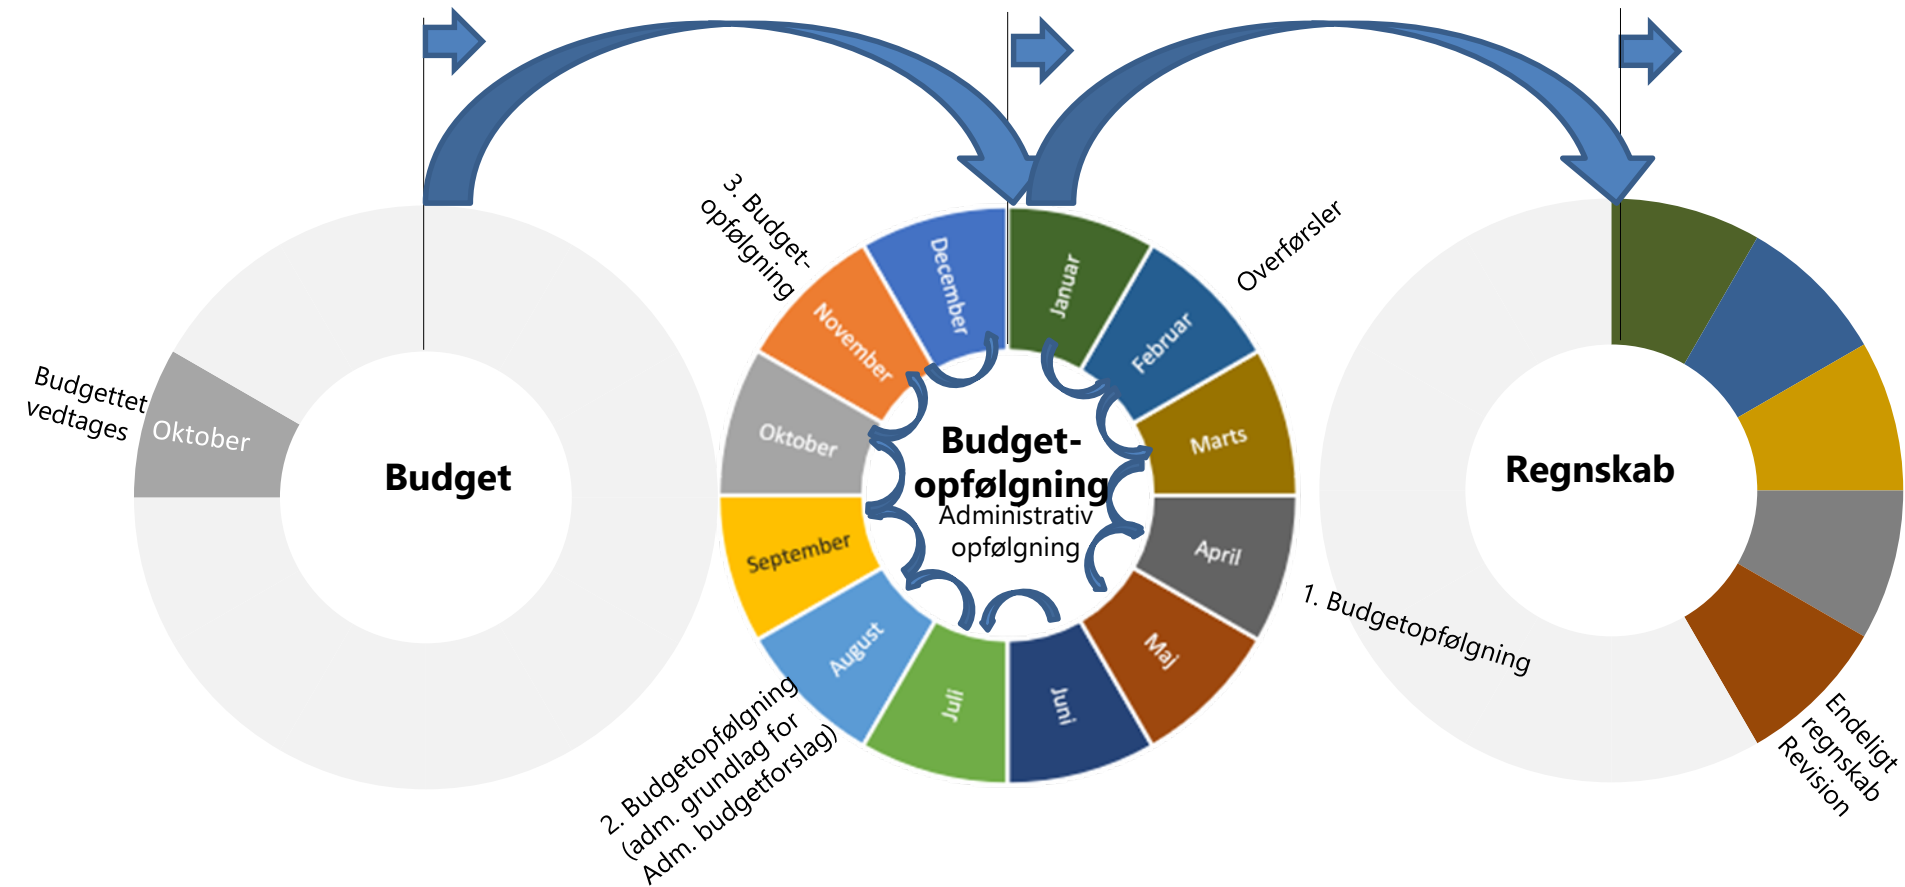 Budgettet
vedtages
Oktober
Budget
3. Budget-
opfølgning
Overførsler
Januar
Februar
Marts
April
Maj
Juni
Juli
August
September
Oktober
November
December
Budget-
opfølgning
Administrativ
opfølgning
1. Budgetopfølgning
2. Budgetopfølgning
(adm. grundlag for
Adm. budgetforslag)
Regnskab
Endeligt
regnskab
Revision